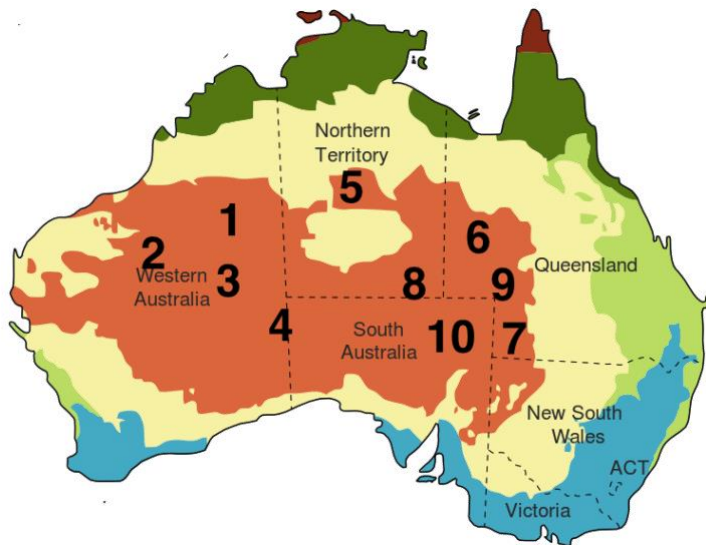 Northern
Territory
5
1
2
6
Queensland
Western
Australia
3
8
9
4
South
Australia
10
7
New South
Wales
ACT
Victoria